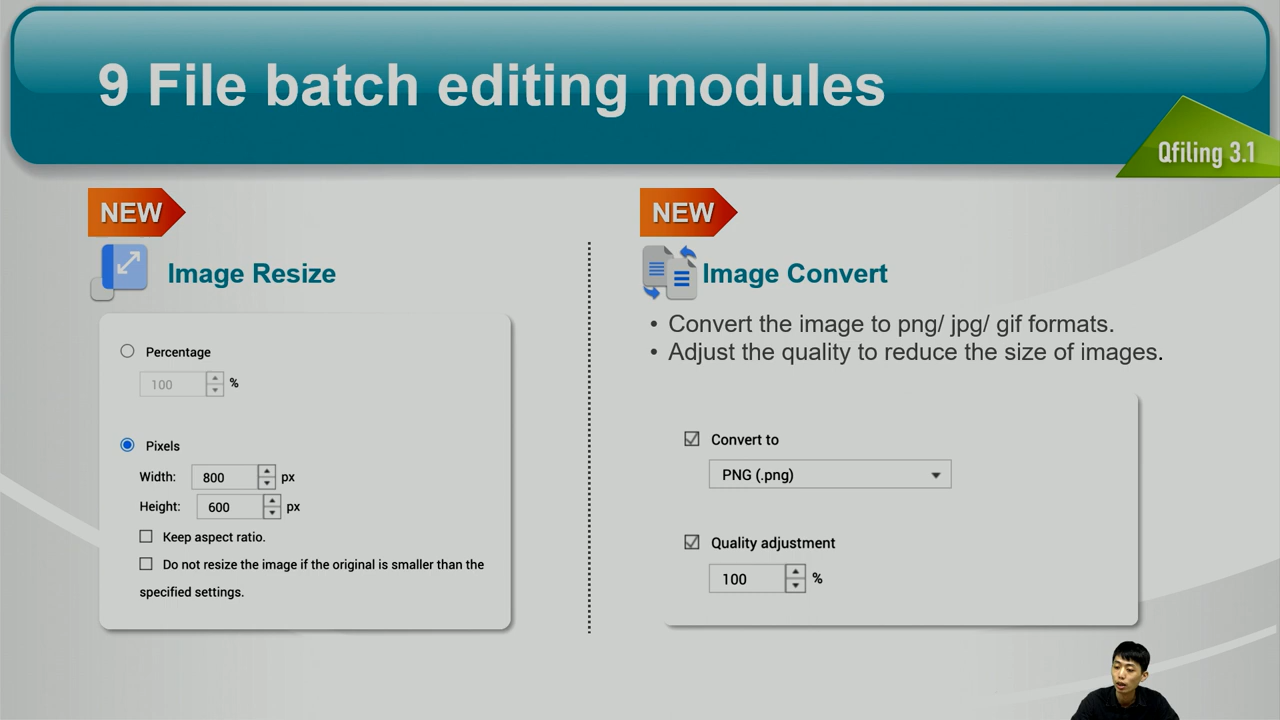 9 File batch editing modules
Qfiling 3.1
NEW
Image Resize
Percentage
100 %
Pixels
Width: 800 px
Height: 600 px
Keep aspect ratio.
Do not resize the image if the original is smaller than the
specified settings.
NEW
Image Convert
• Convert the image to png/ jpg/ gif formats.
• Adjust the quality to reduce the size of images.
Convert to
PNG (.png)
Quality adjustment
100 %